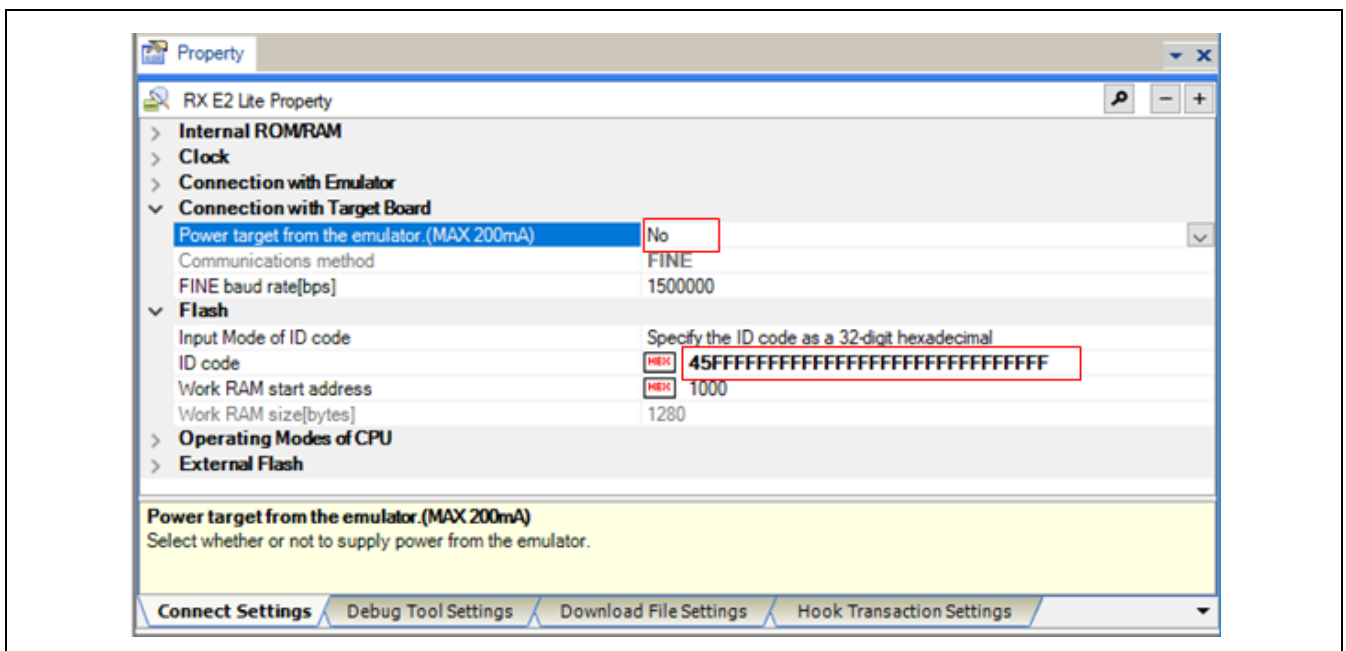 Property
RX E2 Lite Property
Internal ROM/RAM
Clock
Connection with Emulator
Connection with Target Board
Power target from the emulator.(MAX 200mA) No
Communications method FINE
FINE baud rate[bps] 1500000
Flash
Input Mode of ID code Specify the ID code as a 32-digit hexadecimal
ID code HEX 45FFFFFFFFFFFFFFFFFFFFFFFFFFFFFF
Work RAM start address HEX 1000
Work RAM size[bytes] 1280
Operating Modes of CPU
External Flash
Power target from the emulator.(MAX 200mA)
Select whether or not to supply power from the emulator.
Connect Settings Debug Tool Settings Download File Settings Hook Transaction Settings